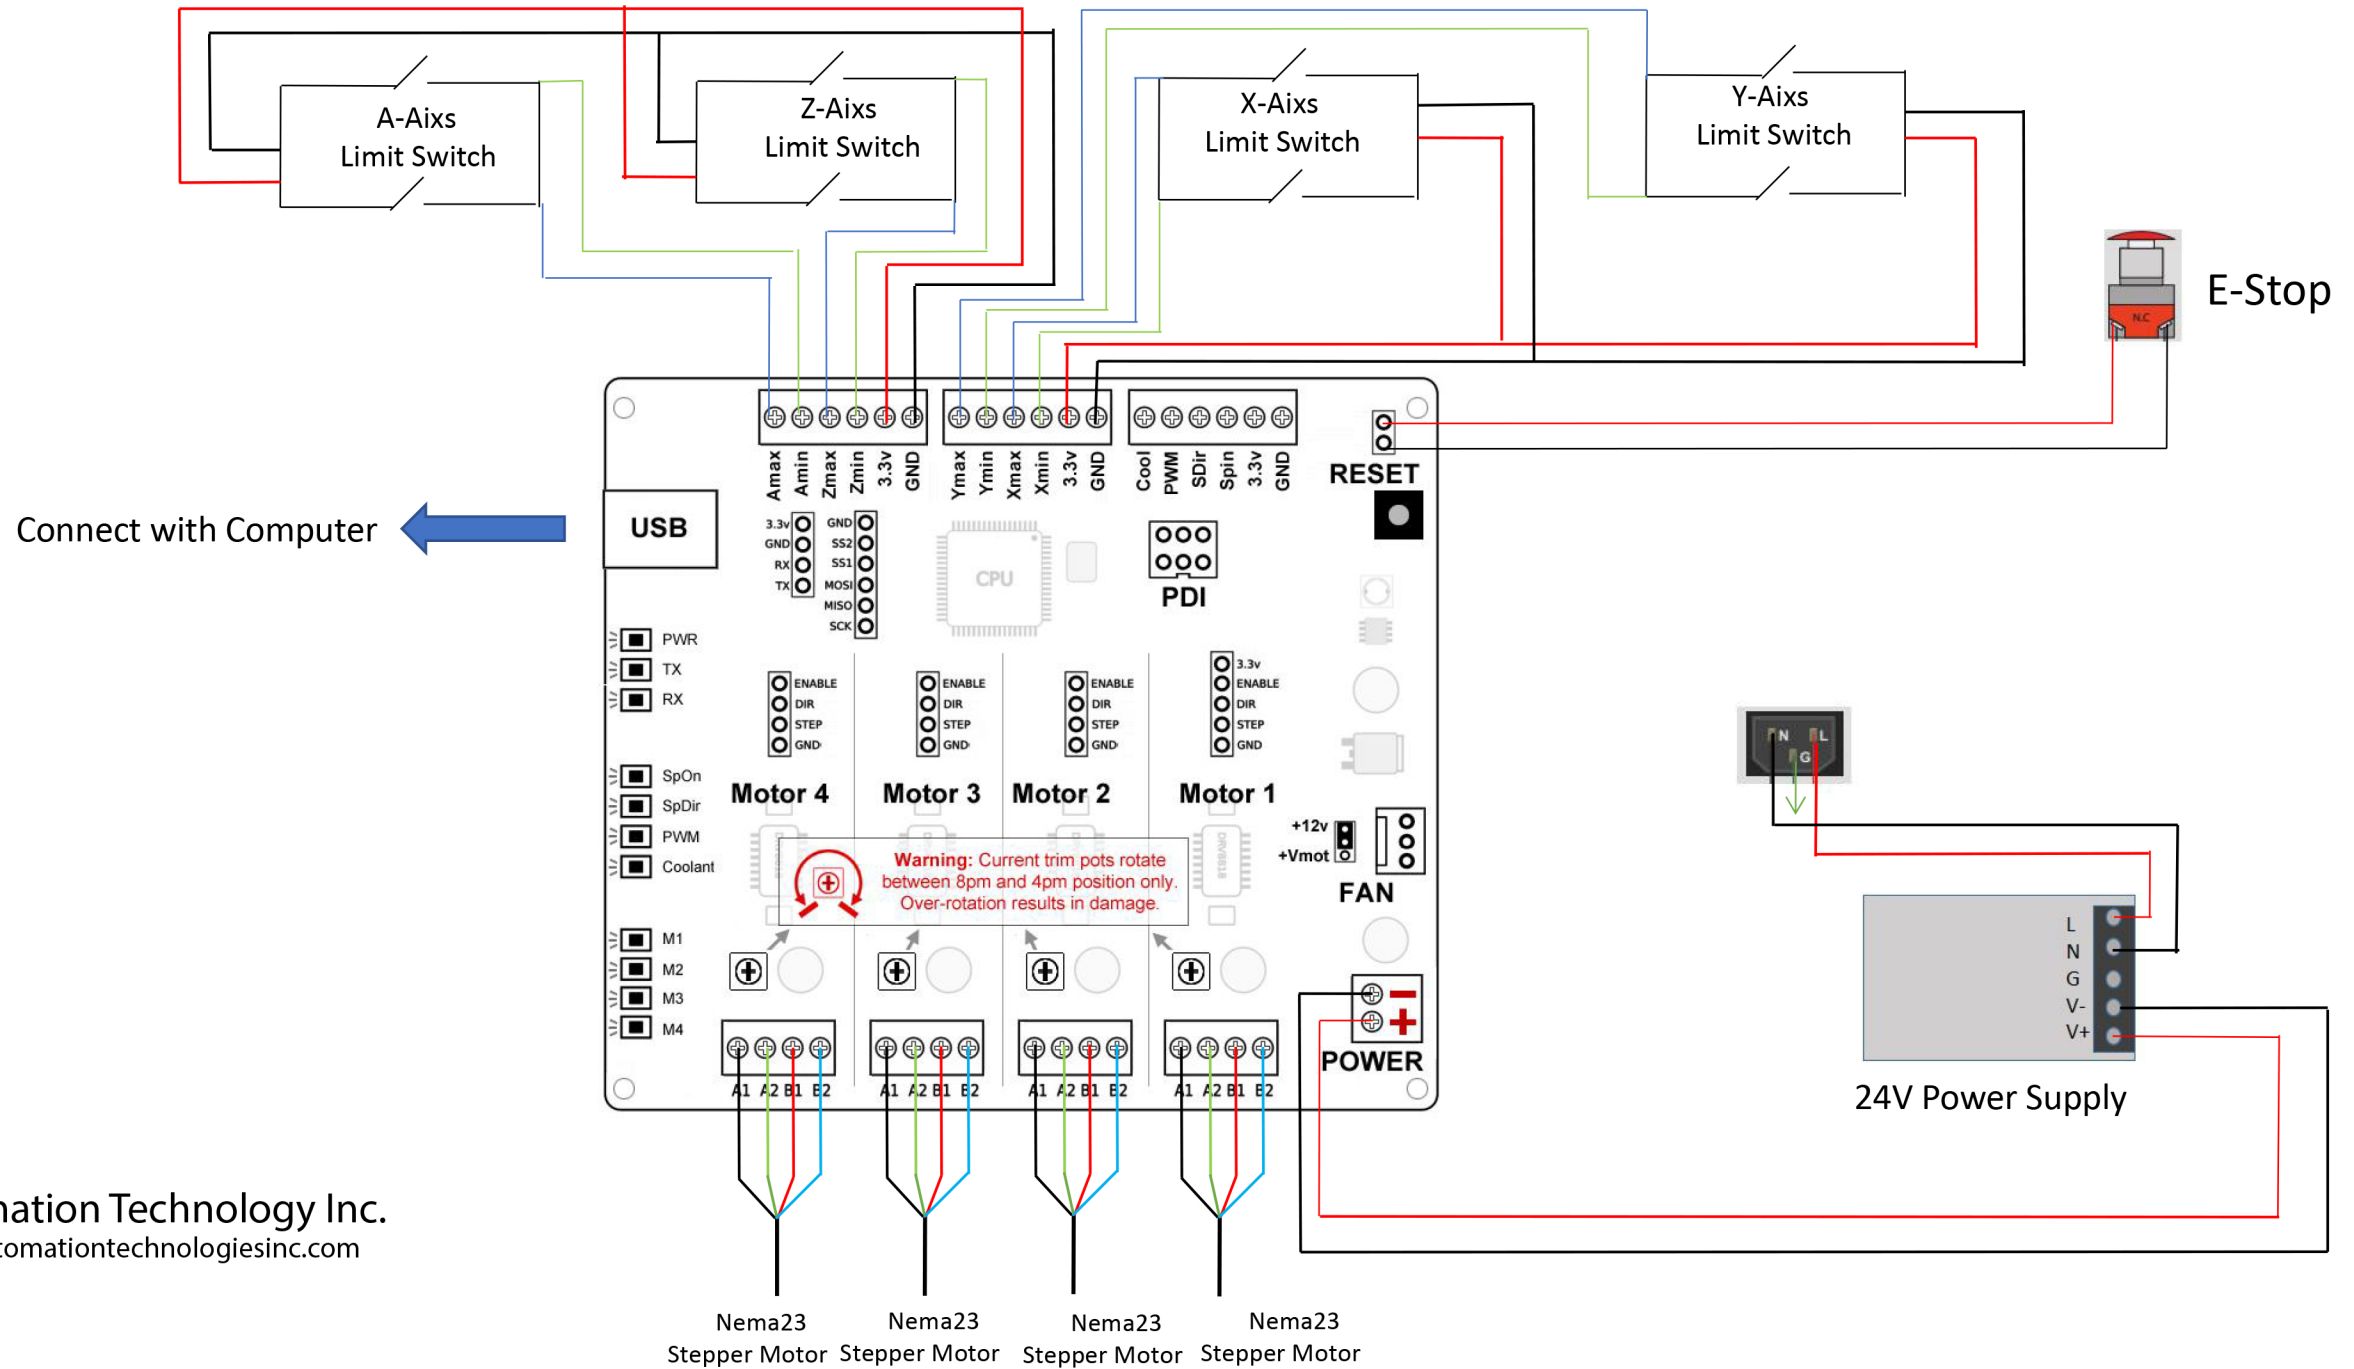 A-Aixs
Limit Switch
Z-Aixs
Limit Switch
X-Aixs
Limit Switch
Y-Aixs
Limit Switch
N.C
E-Stop
Amax
Amin
Zmax
Zmin
3.3v
GND
Ymax
Ymin
Xmax
Xmin
3.3v
GND
Cool
PWM
SDir
Spin
3.3v
GND
RESET
Connect with Computer
USB
3.3v
GND
RX
TX
GND
SS2
SS1
MOSI
MISO
SCK
CPU
PDI
PWR
TX
RX
SpOn
SpDir
PWM
Coolant
M1
M2
M3
M4
ENABLE
DIR
STEP
GND
Motor 4
ENABLE
DIR
STEP
GND
Motor 3
ENABLE
DIR
STEP
GND
Motor 2
3.3v
ENABLE
DIR
STEP
GND
Motor 1
DRV8818
Warning: Current trim pots rotate
between 8pm and 4pm position only.
Over-rotation results in damage.
+12v
+Vmot
FAN
POWER
A1 A2 B1 B2
A1 A2 B1 B2
A1 A2 B1 B2
A1 A2 B1 B2
N L
G
L
N
G
V-
V+
24V Power Supply
nation Technology Inc.
tomationtechnologiesinc.com
Nema23
Stepper Motor
Nema23
Stepper Motor
Nema23
Stepper Motor
Nema23
Stepper Motor